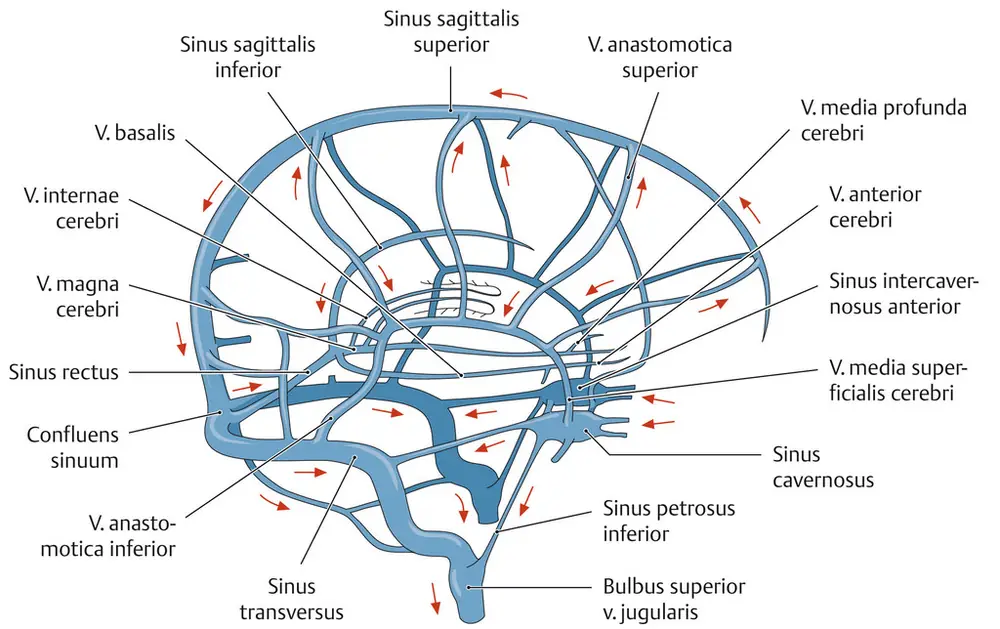 Sinus sagittalis
superior
Sinus sagittalis
inferior
V. anastomotica
superior
V. basalis
V. media profunda
cerebri
V. internae
cerebri
V. anterior
cerebri
V. magna
cerebri
Sinus intercaver-
nosus anterior
Sinus rectus
V. media super-
ficialis cerebri
Confluens
sinuum
Sinus
cavernosus
V. anasto-
motica inferior
Sinus petrosus
inferior
Sinus
transversus
Bulbus superior
v. jugularis